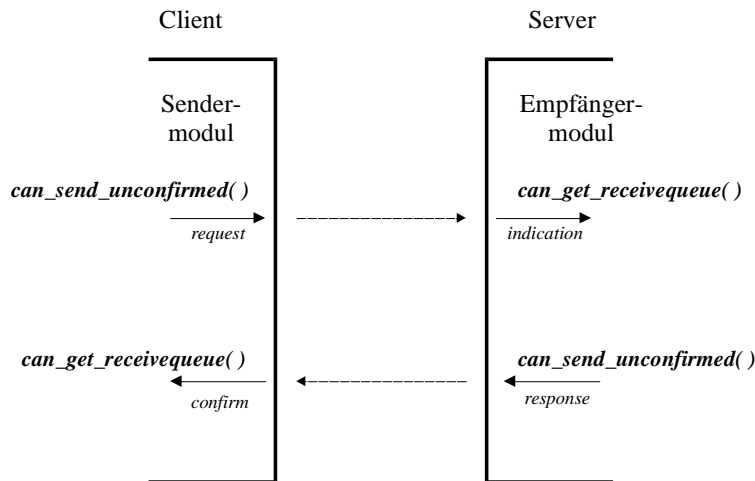 Client
Server
Sender-
modul
Empfänger-
modul
can_send_unconfirmed( )
can_get_receivequeue( )
request
indication
can_get_receivequeue( )
can_send_unconfirmed( )
confirm
response